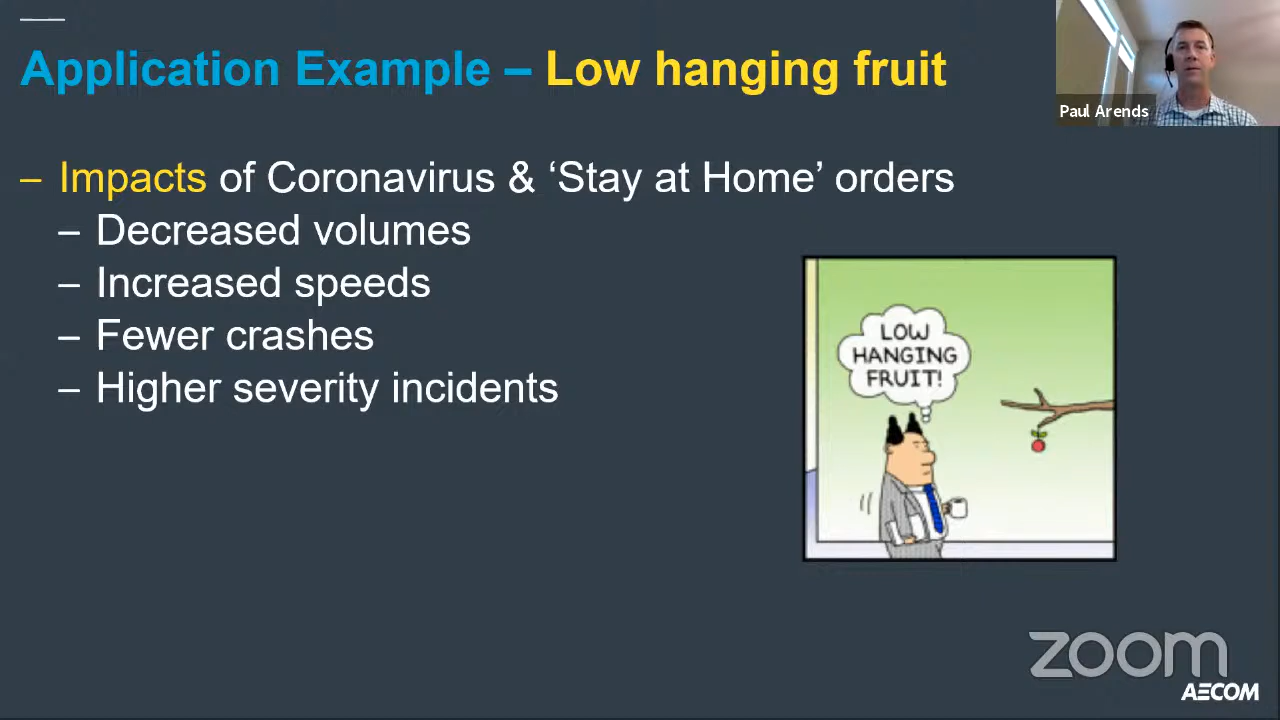 Application Example – Low hanging fruit
Paul Arends
– Impacts of Coronavirus & ‘Stay at Home’ orders
– Decreased volumes
– Increased speeds
– Fewer crashes
– Higher severity incidents
LOW
HANGING
FRUIT!
zoom
AECOM